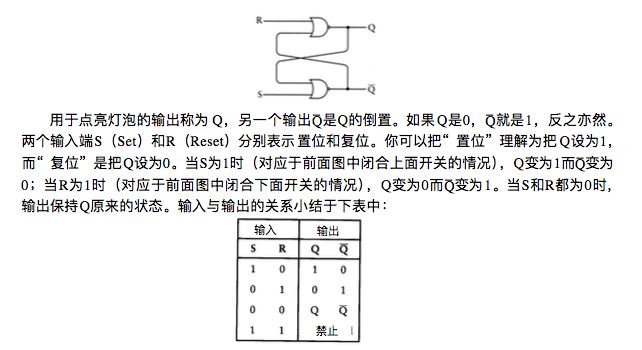 R
Q
S
Q̅
用于点亮灯泡的输出称为 Q，另一个输出Q̅是Q的倒置。如果Q是0，Q̅就是1，反之亦然。
两个输入端S（Set）和R（Reset）分别表示置位和复位。你可以把“置位”理解为把Q设为1，
而“复位”是把Q设为0。当S为1时（对应于前面图中闭合上面开关的情况），Q变为1而Q̅变为
0；当R为1时（对应于前面图中闭合下面开关的情况），Q变为0而Q̅变为1。当S和R都为0时，
输出保持Q原来的状态。输入与输出的关系小结于下表中：
输入 输出
S R Q Q̅
1 0 1 0
0 1 0 1
0 0 Q Q̅
1 1 禁止